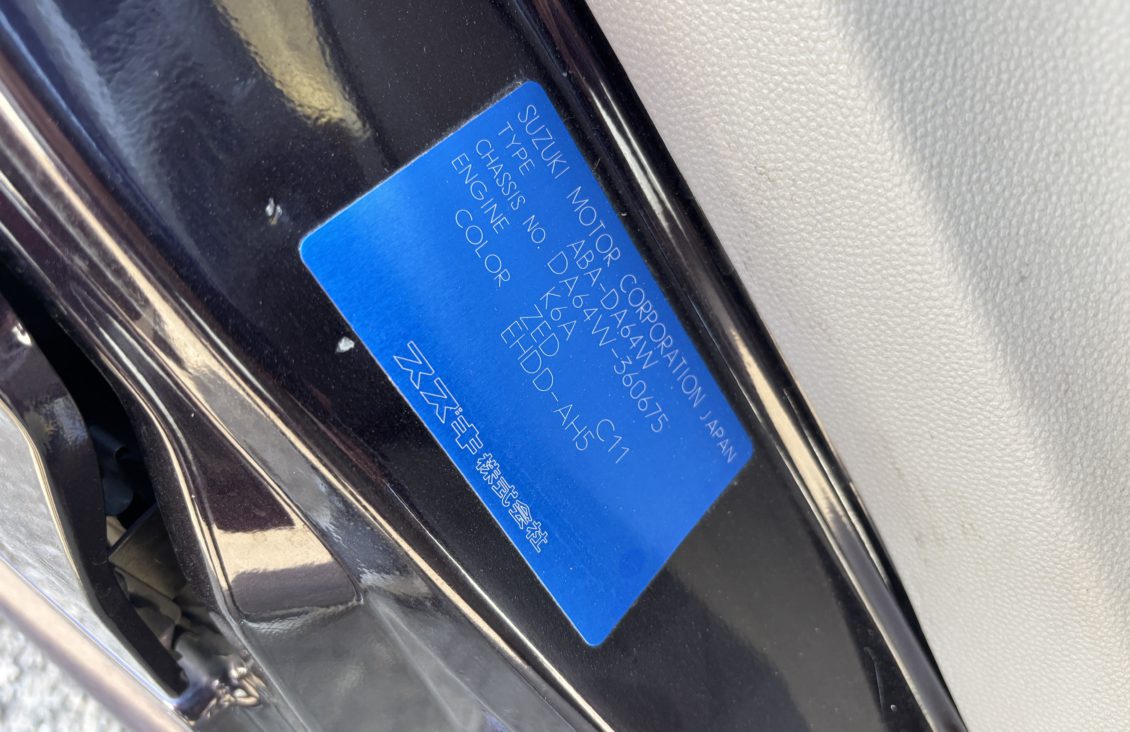 SUZUKI MOTOR CORPORATION JAPAN
TYPE ABA-DA64W
CHASSIS NO. DA64W-360675
ENGINE K6A
COLOR ZED C11
EHDD-AH5
スズキ株式会社